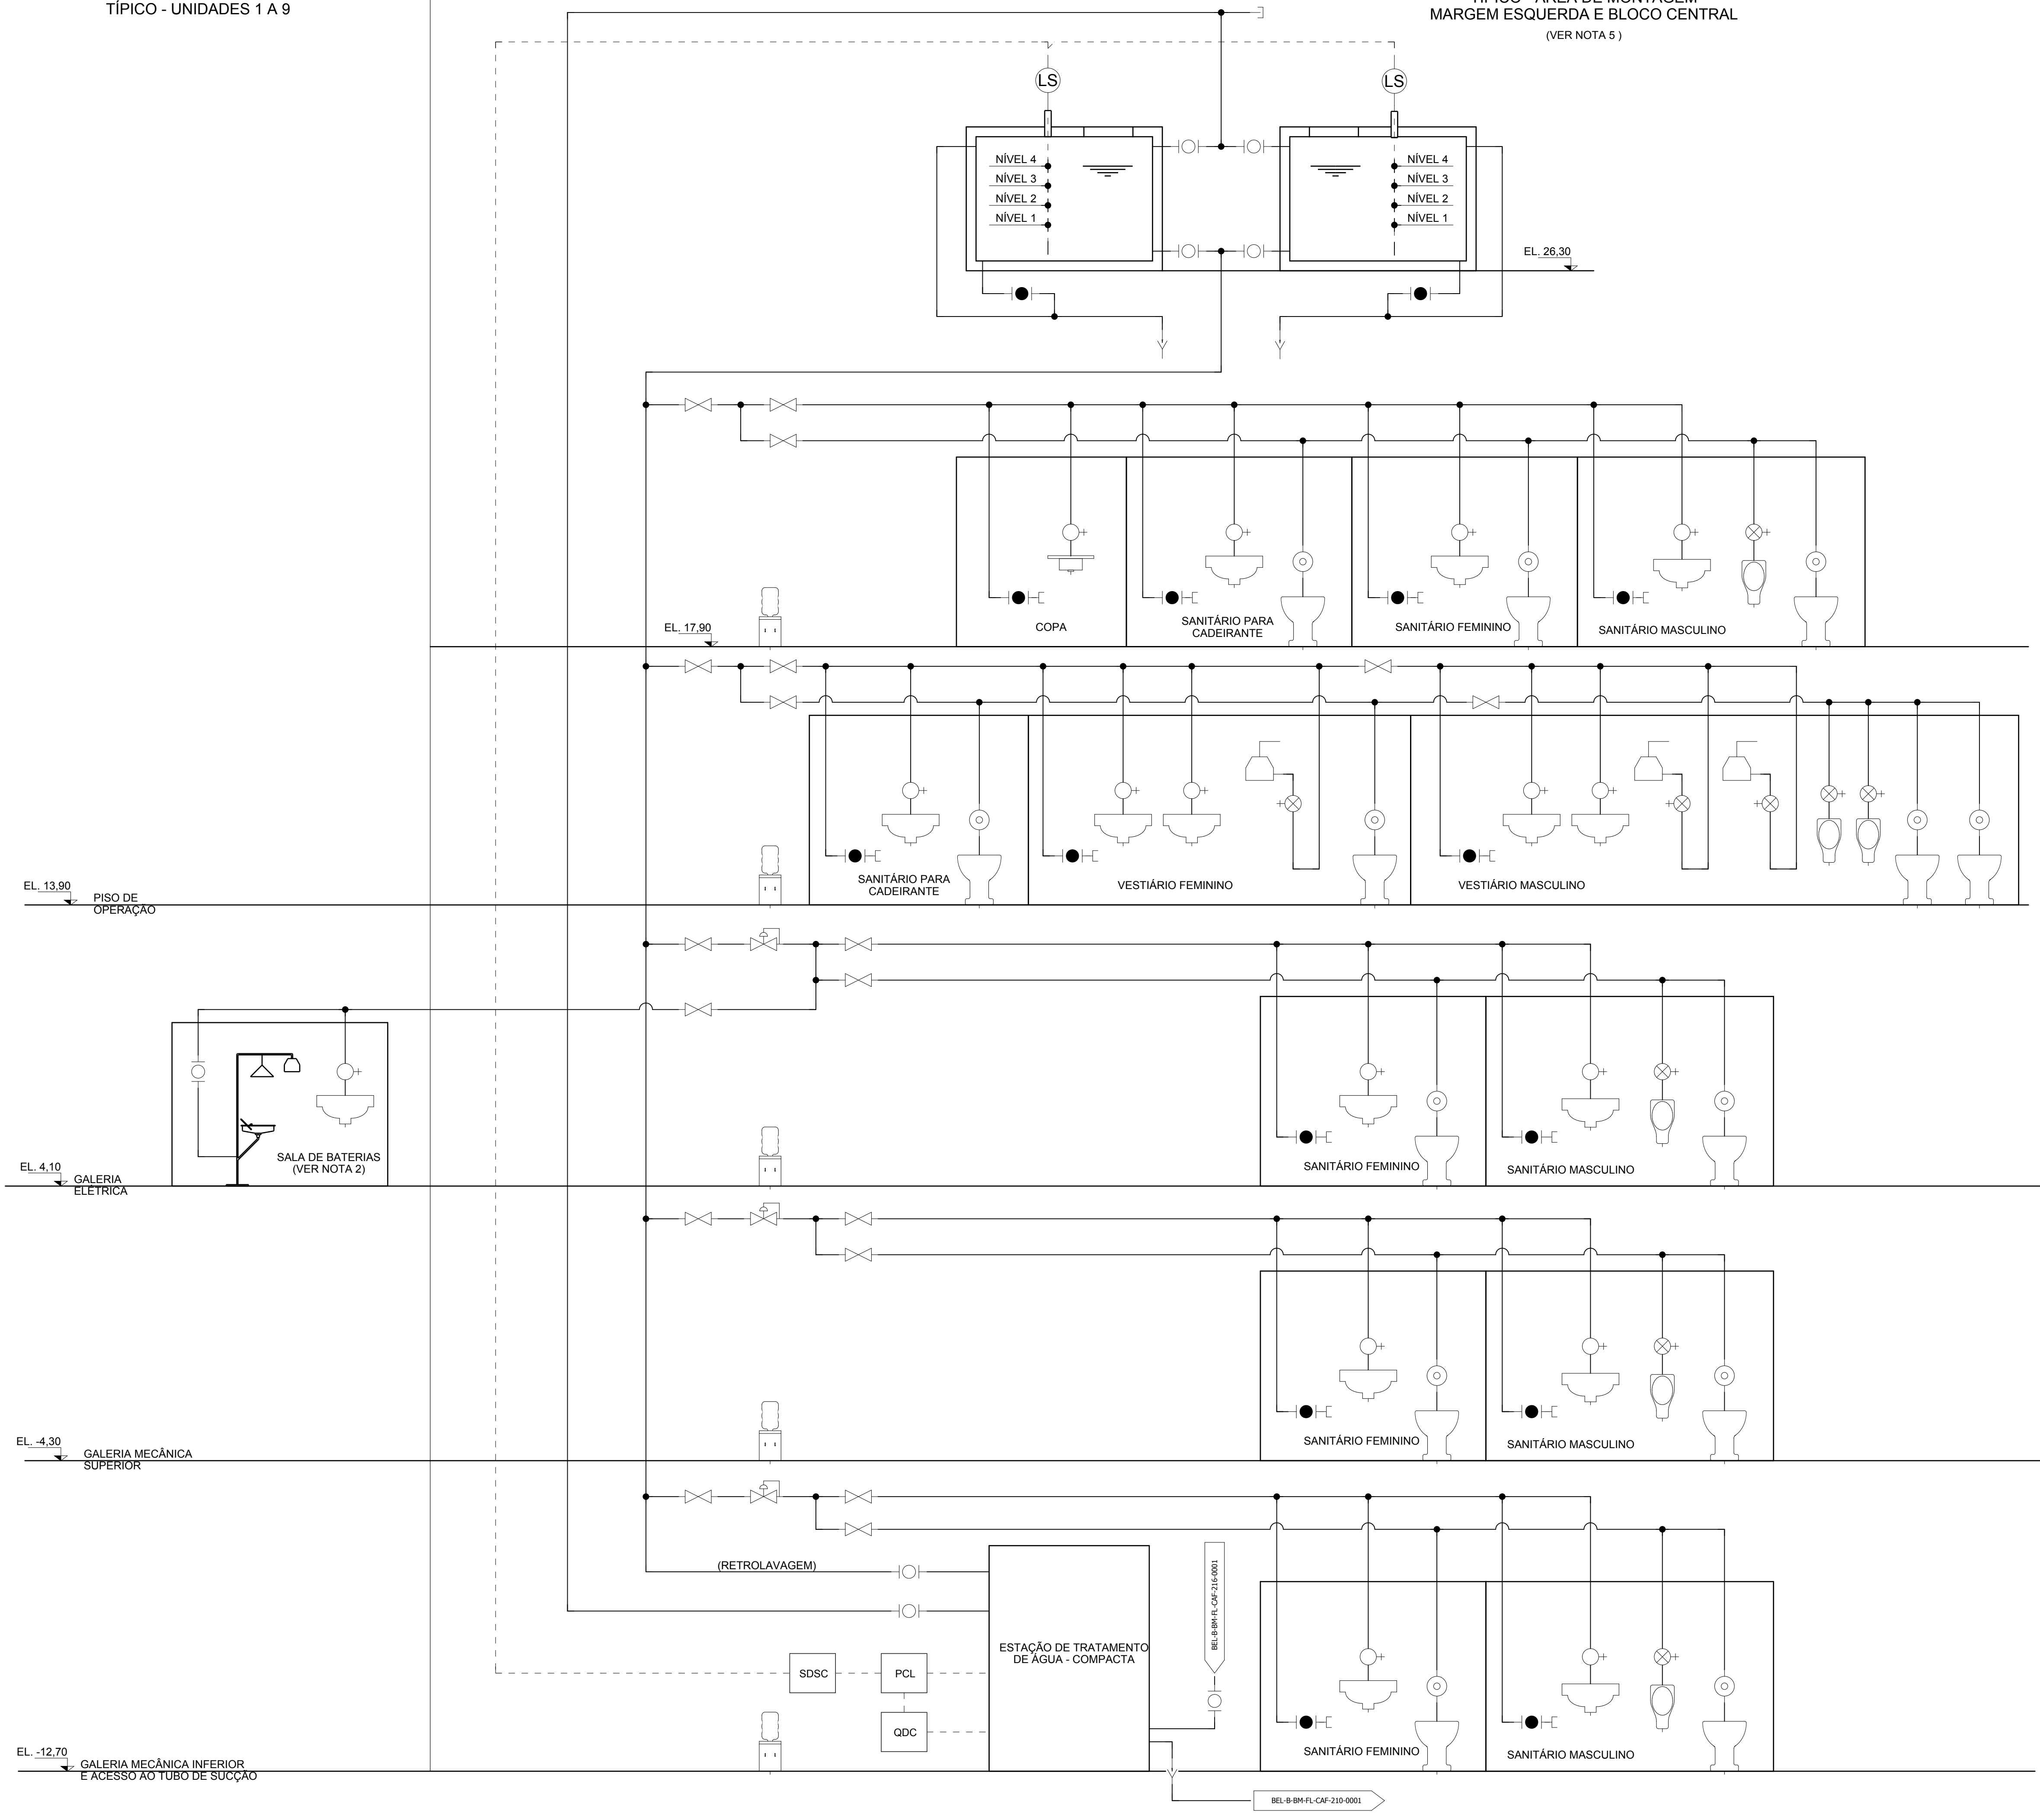 TÍPICO - UNIDADES 1 A 9
TÍPICO - ÁREA DE MONTAGEM
MARGEM ESQUERDA E BLOCO CENTRAL
(VER NOTA 5 )
LS
LS
NÍVEL 4
NÍVEL 3
NÍVEL 2
NÍVEL 1
NÍVEL 4
NÍVEL 3
NÍVEL 2
NÍVEL 1
EL. 26,30
EL. 17,90
COPA
SANITÁRIO PARA
CADEIRANTE
SANITÁRIO FEMININO
SANITÁRIO MASCULINO
EL. 13,90
PISO DE
OPERAÇÃO
SANITÁRIO PARA
CADEIRANTE
VESTIÁRIO FEMININO
VESTIÁRIO MASCULINO
EL. 4,10
GALERIA
ELÉTRICA
SALA DE BATERIAS
(VER NOTA 2)
SANITÁRIO FEMININO
SANITÁRIO MASCULINO
EL. -4,30
GALERIA MECÂNICA
SUPERIOR
SANITÁRIO FEMININO
SANITÁRIO MASCULINO
(RETROLAVAGEM)
ESTAÇÃO DE TRATAMENTO
DE ÁGUA - COMPACTA
BEL-B-BM-FL-CAF-216-0001
SDSC
PCL
QDC
SANITÁRIO FEMININO
SANITÁRIO MASCULINO
EL. -12,70
GALERIA MECÂNICA INFERIOR
E ACESSO AO TUBO DE SUCÇÃO
BEL-B-BM-FL-CAF-210-0001